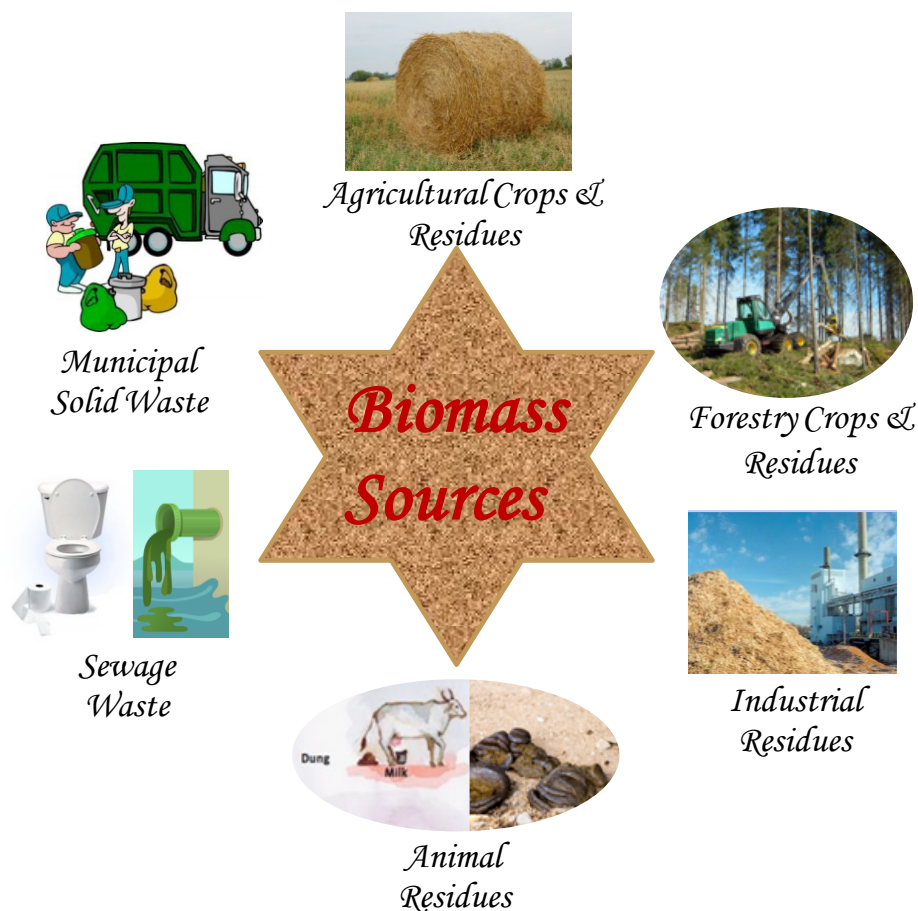 Agricultural Crops &
Residues
Municipal
Solid Waste
Forestry Crops &
Residues
Biomass
Sources
Sewage
Waste
Industrial
Residues
Dung
Milk
Animal
Residues